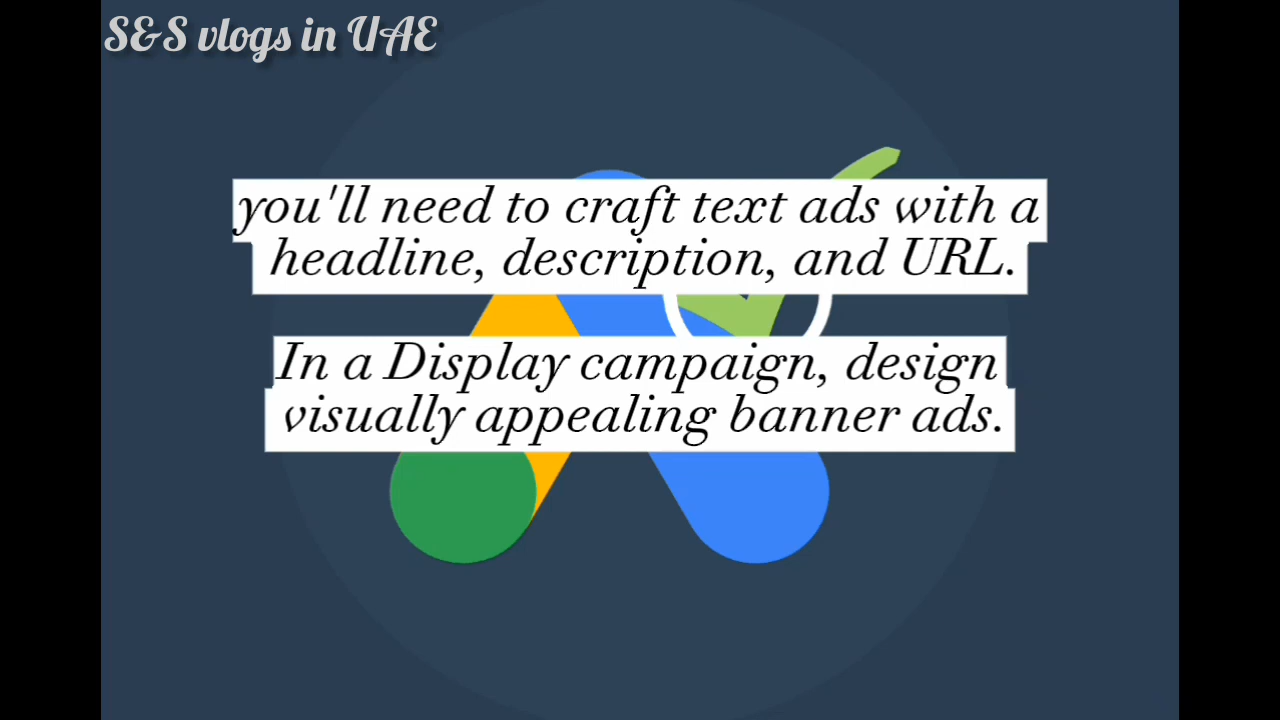 S&S vlogs in UAE
you'll need to craft text ads with a
headline, description, and URL.
In a Display campaign, design
visually appealing banner ads.